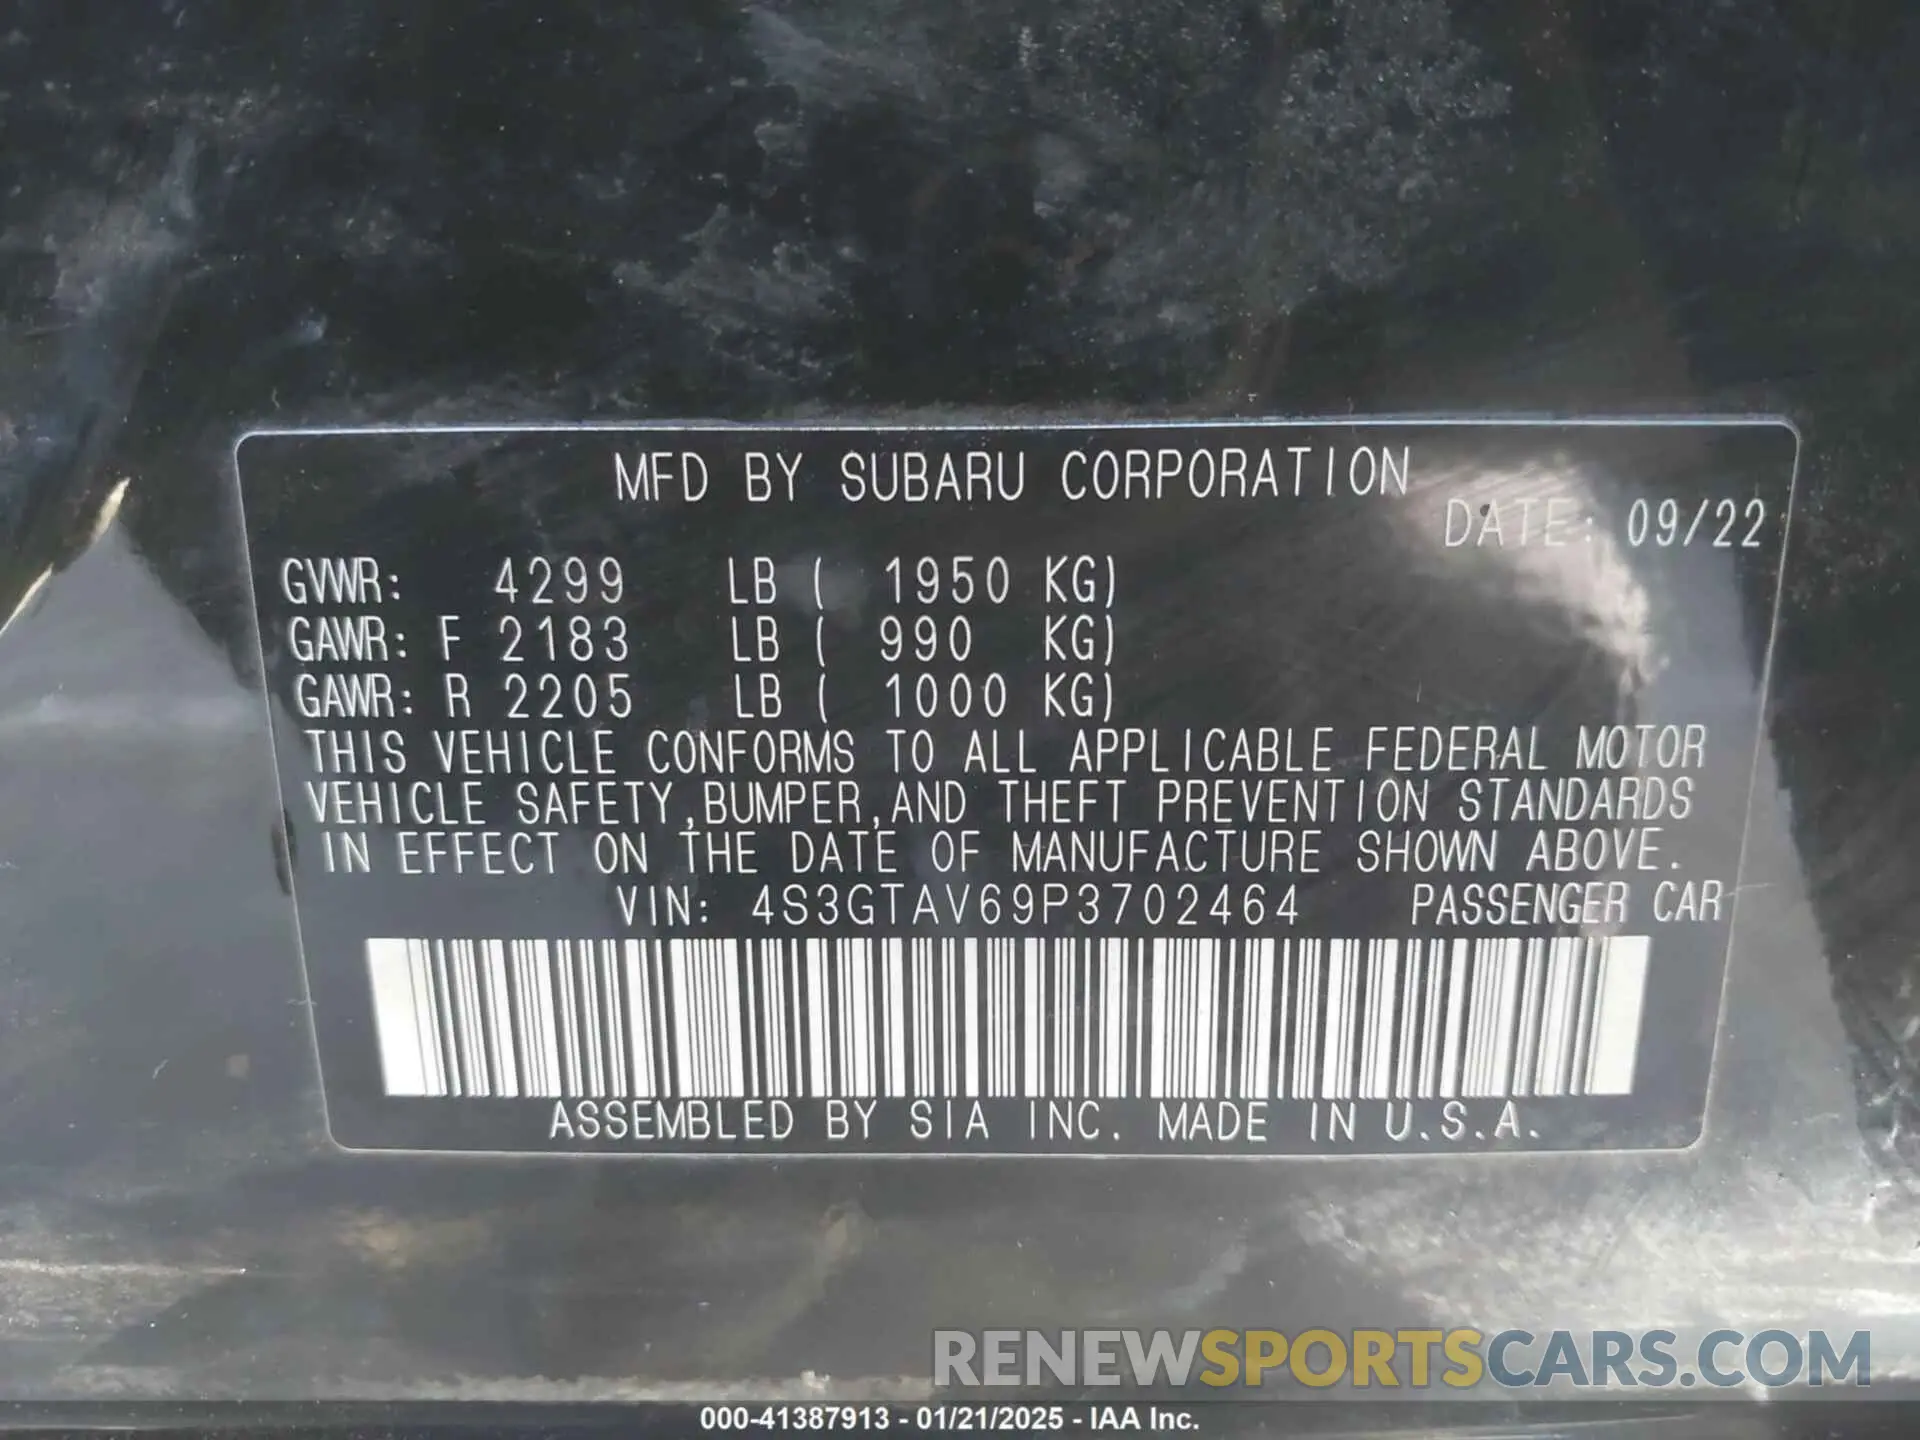 MFD BY SUBARU CORPORATION
DATE: 09/22
GVWR: 4299 LB ( 1950 KG)
GAWR: F 2183 LB ( 990 KG)
GAWR: R 2205 LB ( 1000 KG)
THIS VEHICLE CONFORMS TO ALL APPLICABLE FEDERAL MOTOR
VEHICLE SAFETY,BUMPER,AND THEFT PREVENTION STANDARDS
IN EFFECT ON THE DATE OF MANUFACTURE SHOWN ABOVE.
VIN: 4S3GTAV69P3702464 PASSENGER CAR
ASSEMBLED BY SIA INC. MADE IN U.S.A.
RENEWSPORTSCARS.COM
000-41387913 - 01/21/2025 - IAA Inc.